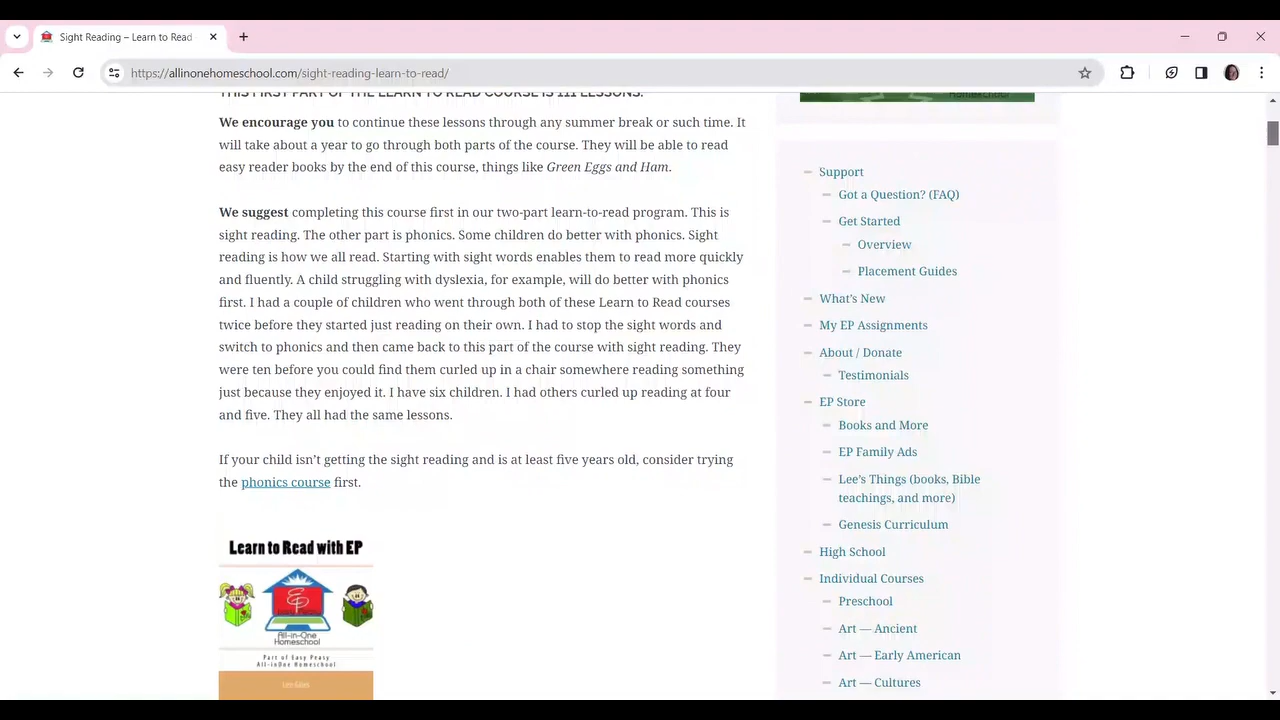 Sight Reading – Learn to Read
https://allinonehomeschool.com/sight-reading-learn-to-read/
THIS FIRST PART OF THE LEARN TO READ COURSE IS 111 LESSONS.
We encourage you to continue these lessons through any summer break or such time. It
will take about a year to go through both parts of the course. They will be able to read
easy reader books by the end of this course, things like Green Eggs and Ham.
We suggest completing this course first in our two-part learn-to-read program. This is
sight reading. The other part is phonics. Some children do better with phonics. Sight
reading is how we all read. Starting with sight words enables them to read more quickly
and fluently. A child struggling with dyslexia, for example, will do better with phonics
first. I had a couple of children who went through both of these Learn to Read courses
twice before they started just reading on their own. I had to stop the sight words and
switch to phonics and then came back to this part of the course with sight reading. They
were ten before you could find them curled up in a chair somewhere reading something
just because they enjoyed it. I have six children. I had others curled up reading at four
and five. They all had the same lessons.
If your child isn’t getting the sight reading and is at least five years old, consider trying
the phonics course first.
Learn to Read with EP
EP
All-in-One
Homeschool
Part of Easy Peasy
All-in-One Homeschool
Lee Giles
Homeschool
Support
Got a Question? (FAQ)
Get Started
Overview
Placement Guides
What’s New
My EP Assignments
About / Donate
Testimonials
EP Store
Books and More
EP Family Ads
Lee’s Things (books, Bible
teachings, and more)
Genesis Curriculum
High School
Individual Courses
Preschool
Art — Ancient
Art — Early American
Art — Cultures